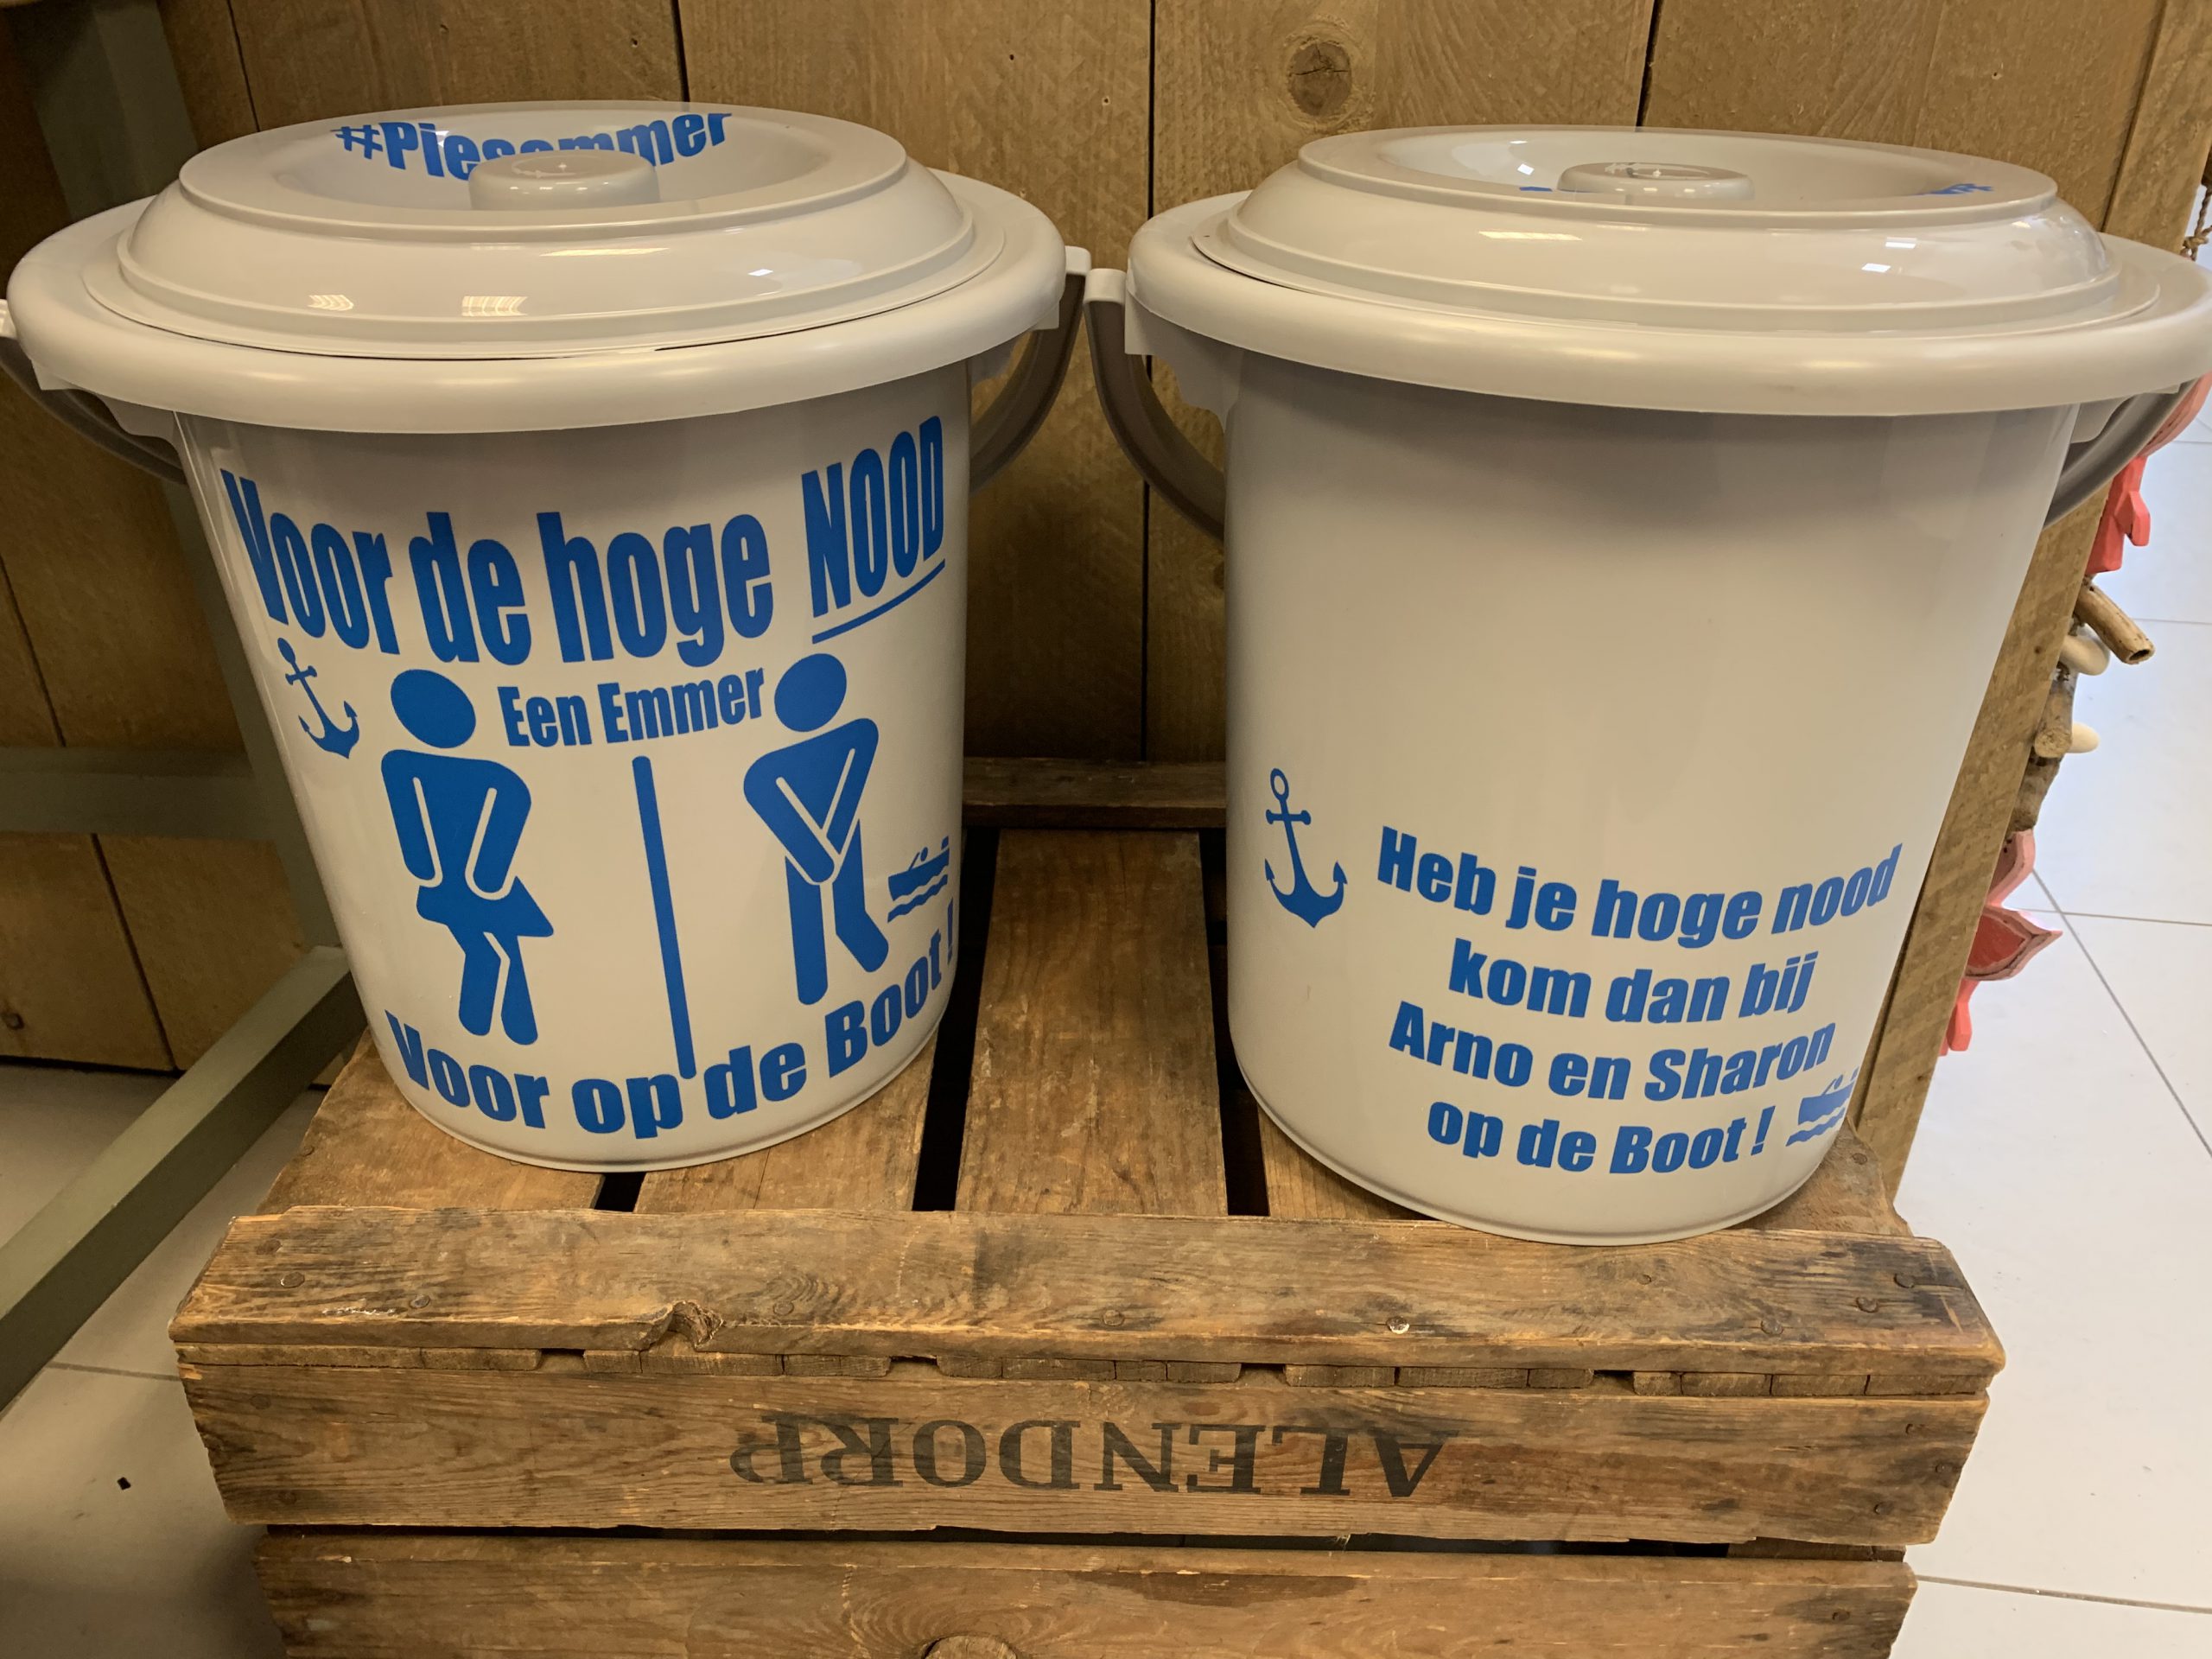 #Piesemmer
Voor de hoge NOOD
Een Emmer
Voor op de Boot !
Heb je hoge nood
kom dan bij
Arno en Sharon
op de Boot !
ALENDORP